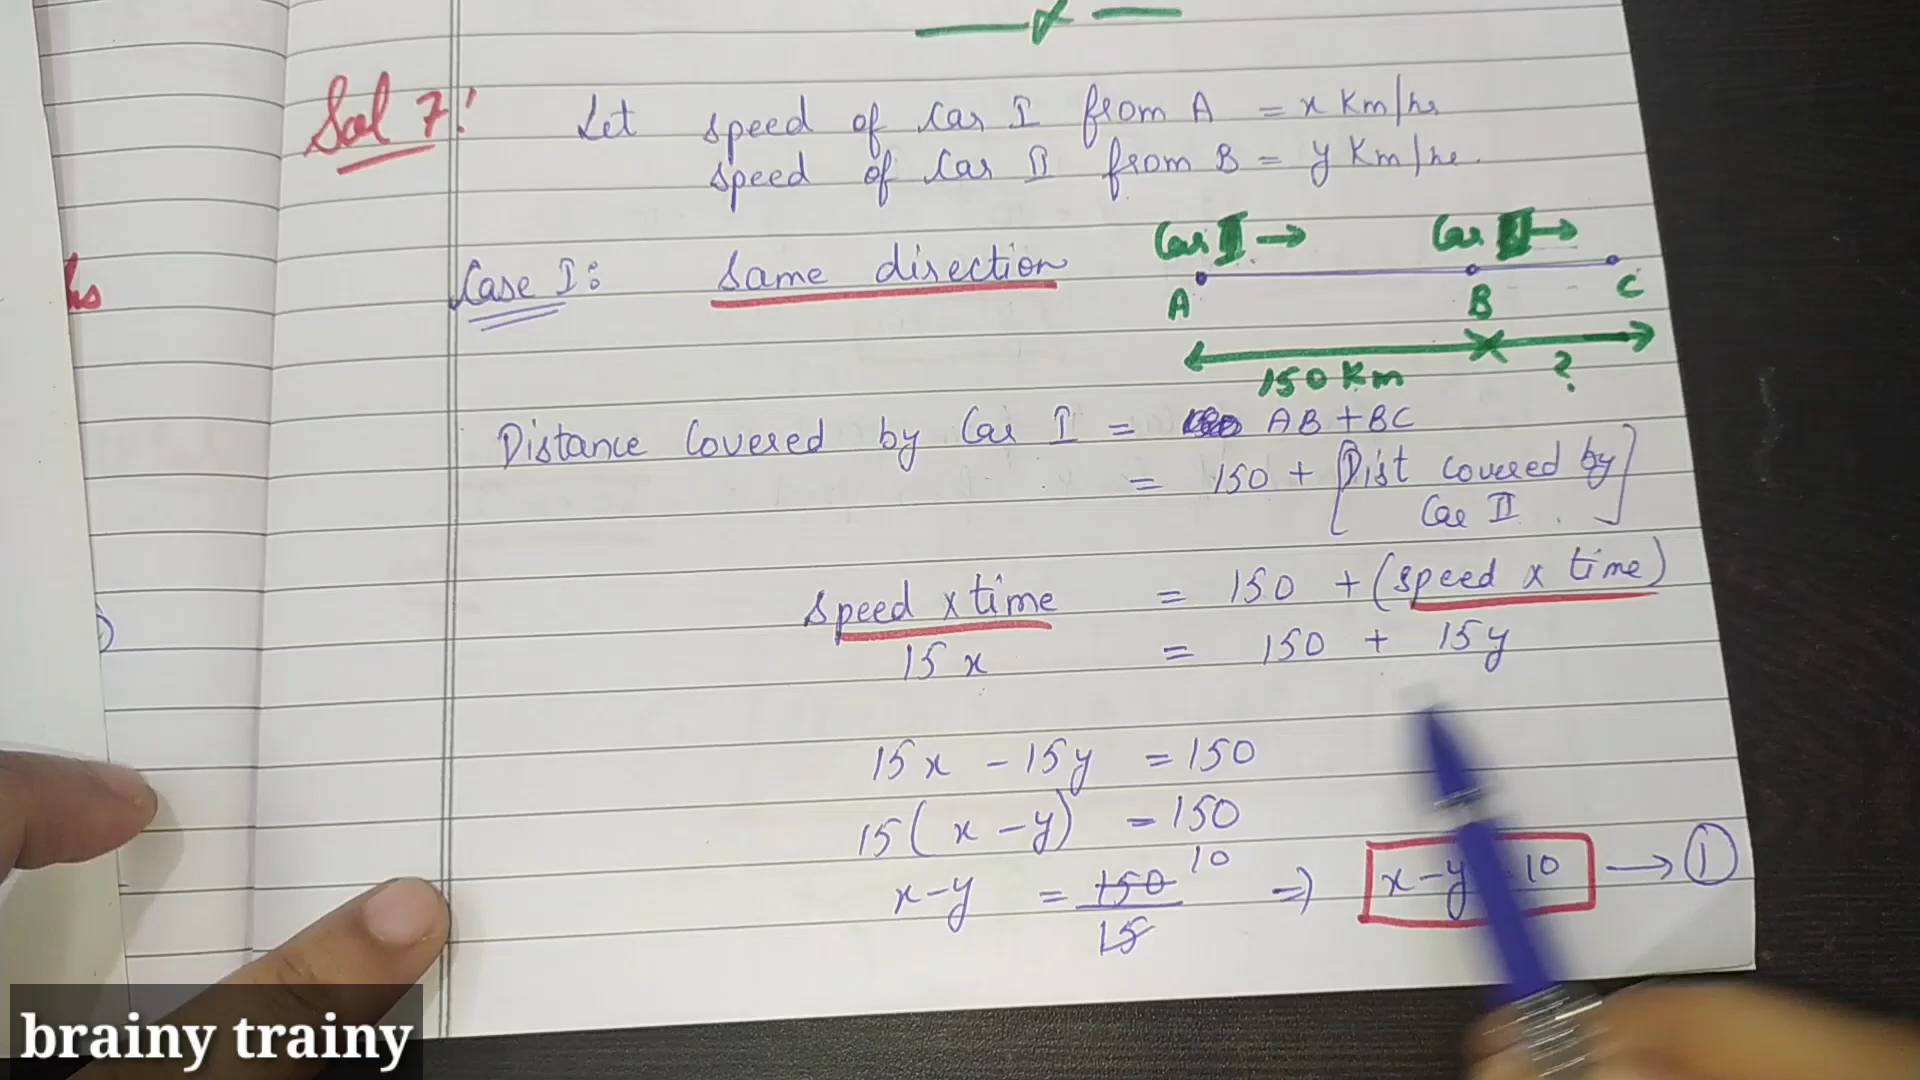 Sol 7!
Let speed of Car I from A = x Km/hr
speed of Car II from B = y Km/hr.
Case I: Same direction
Car I → Car II →
A B C
150 Km ?
Distance Covered by Car I = AB + BC
= 150 + [Dist covered by
Car II]
speed x time = 150 + (speed x time)
15x = 150 + 15y
15x - 15y = 150
15(x - y) = 150
x-y = 150/15 10 => x-y 10 → ①
brainy trainy